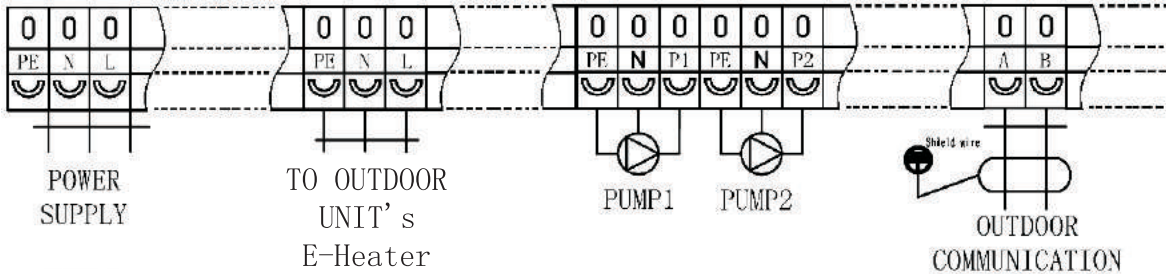 0 0 0 0 0 0 0 0 0 0 0 0 0 0
PE N L PE N L PE N P1 PE N P2 A B
Shield wire
POWER
SUPPLY
TO OUTDOOR
UNIT's
E-Heater
PUMP1 PUMP2
OUTDOOR
COMMUNICATION